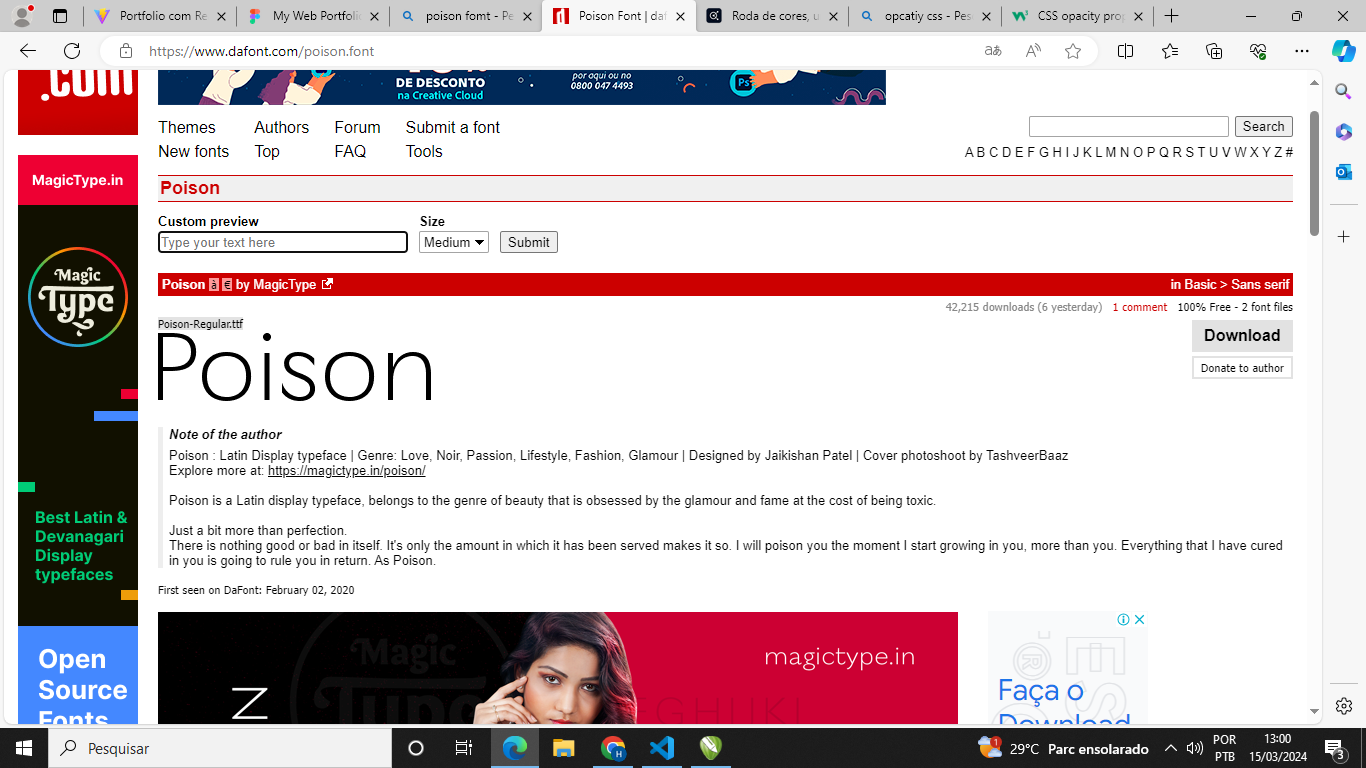 Portfolio com Re
My Web Portfolio
poison fomt - Pe
Poison Font | daf
Roda de cores, u
opcatiy css - Pes
CSS opacity prop
https://www.dafont.com/poison.font
.com
DE DESCONTO
na Creative Cloud
por aqui ou no
0800 047 4493
Ps
Themes Authors Forum Submit a font
New fonts Top FAQ Tools
Search
A B C D E F G H I J K L M N O P Q R S T U V W X Y Z #
MagicType.in
Magic
Type
Best Latin &
Devanagari
Display
typefaces
Open
Source
Fonts
Poison
Custom preview Size
Type your text here Medium Submit
Poison à € by MagicType in Basic > Sans serif
42,215 downloads (6 yesterday) 1 comment 100% Free - 2 font files
Poison-Regular.ttf
Download
Donate to author
Poison
Note of the author
Poison : Latin Display typeface | Genre: Love, Noir, Passion, Lifestyle, Fashion, Glamour | Designed by Jaikishan Patel | Cover photoshoot by TashveerBaaz
Explore more at: https://magictype.in/poison/
Poison is a Latin display typeface, belongs to the genre of beauty that is obsessed by the glamour and fame at the cost of being toxic.
Just a bit more than perfection.
There is nothing good or bad in itself. It's only the amount in which it has been served makes it so. I will poison you the moment I start growing in you, more than you. Everything that I have cured
in you is going to rule you in return. As Poison.
First seen on DaFont: February 02, 2020
Magic
magictype.in
N
GHIJKL
Faça o
Download
Pesquisar
1
29°C Parc ensolarado
POR
PTB
13:00
15/03/2024
3